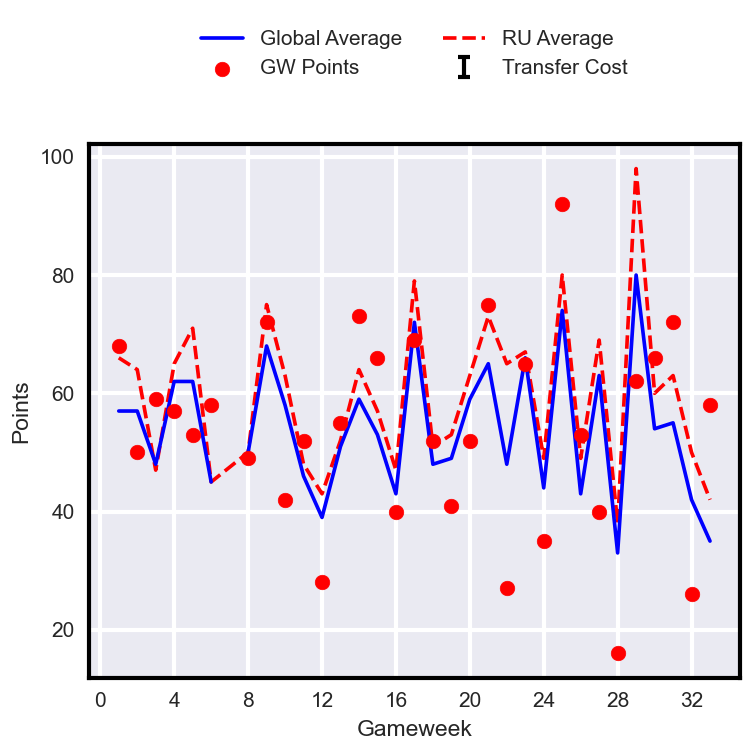 Global Average
RU Average
GW Points
Transfer Cost
100
80
60
40
20
0 4 8 12 16 20 24 28 32
Points
Gameweek